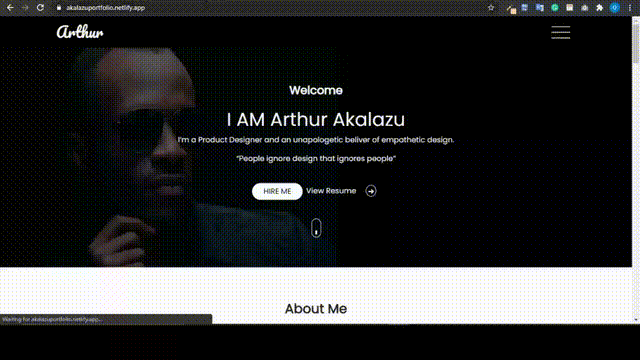 akalazuportfolio.netlify.app
Arthur
Welcome
I AM Arthur Akalazu
I'm a Product Designer and an unapologetic beliver of empathetic design.
“People ignore design that ignores people”
HIRE ME View Resume
About Me
Waiting for akalazuportfolio.netlify.app...